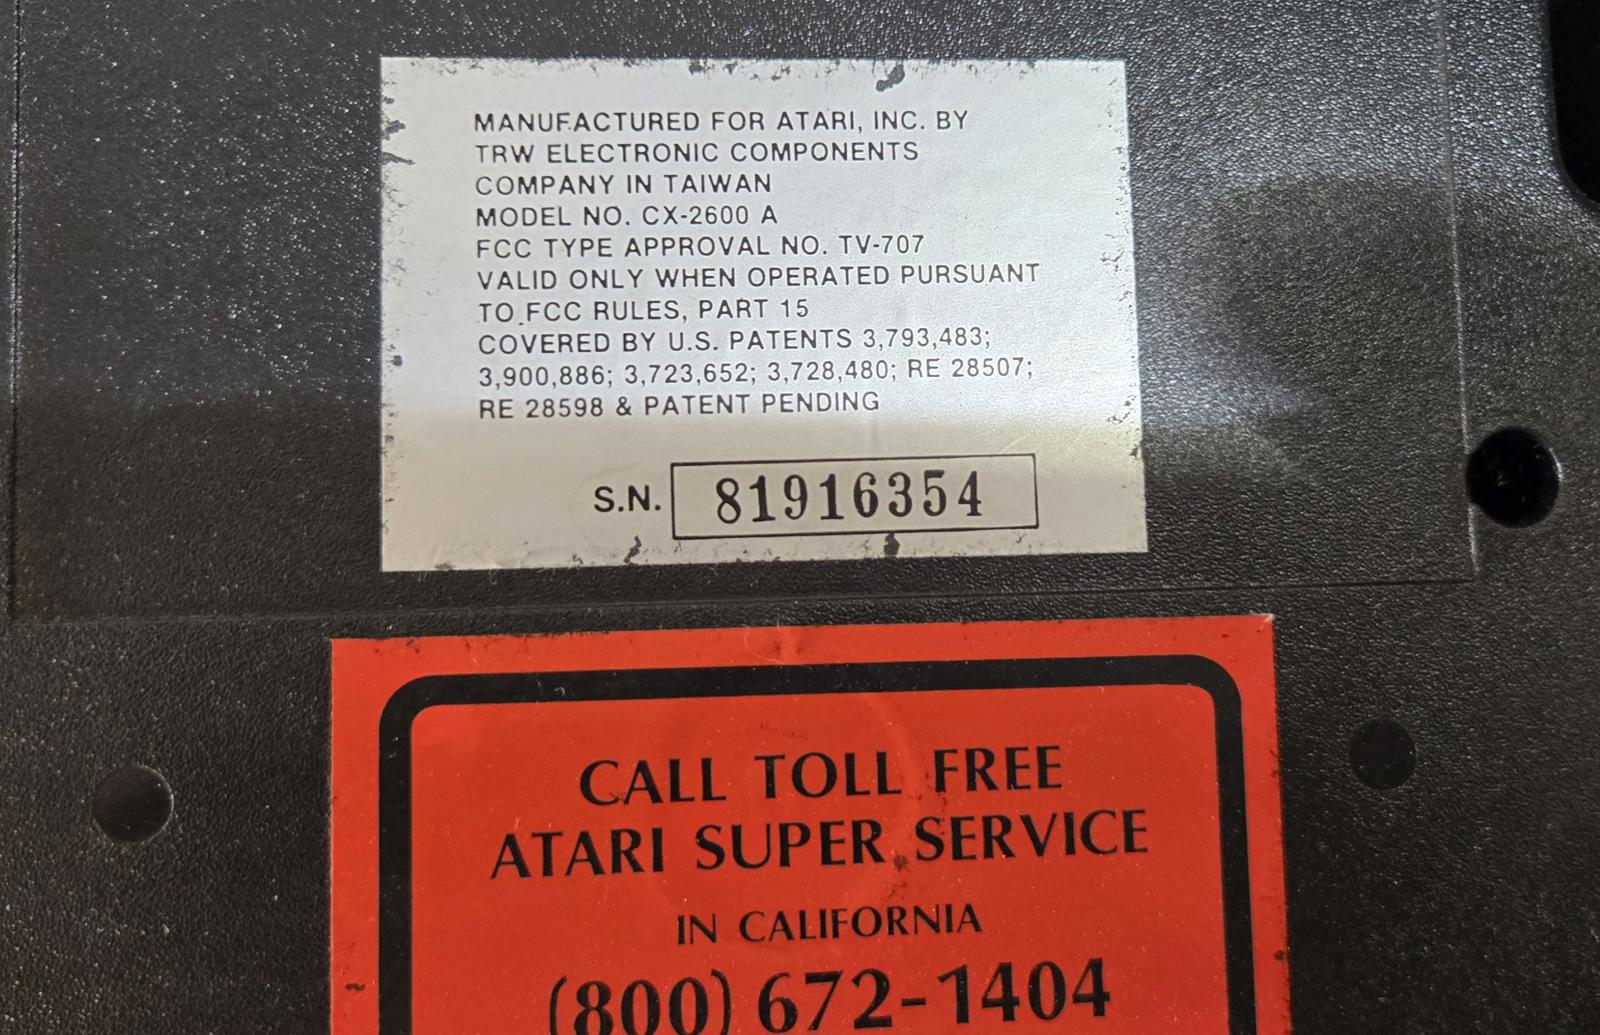 MANUFACTURED FOR ATARI, INC. BY
TRW ELECTRONIC COMPONENTS
COMPANY IN TAIWAN
MODEL NO. CX-2600 A
FCC TYPE APPROVAL NO. TV-707
VALID ONLY WHEN OPERATED PURSUANT
TO FCC RULES, PART 15
COVERED BY U.S. PATENTS 3,793,483;
3,900,886; 3,723,652; 3,728,480; RE 28507;
RE 28598 & PATENT PENDING
S.N. 81916354
CALL TOLL FREE
ATARI SUPER SERVICE
IN CALIFORNIA
(800) 672-1404